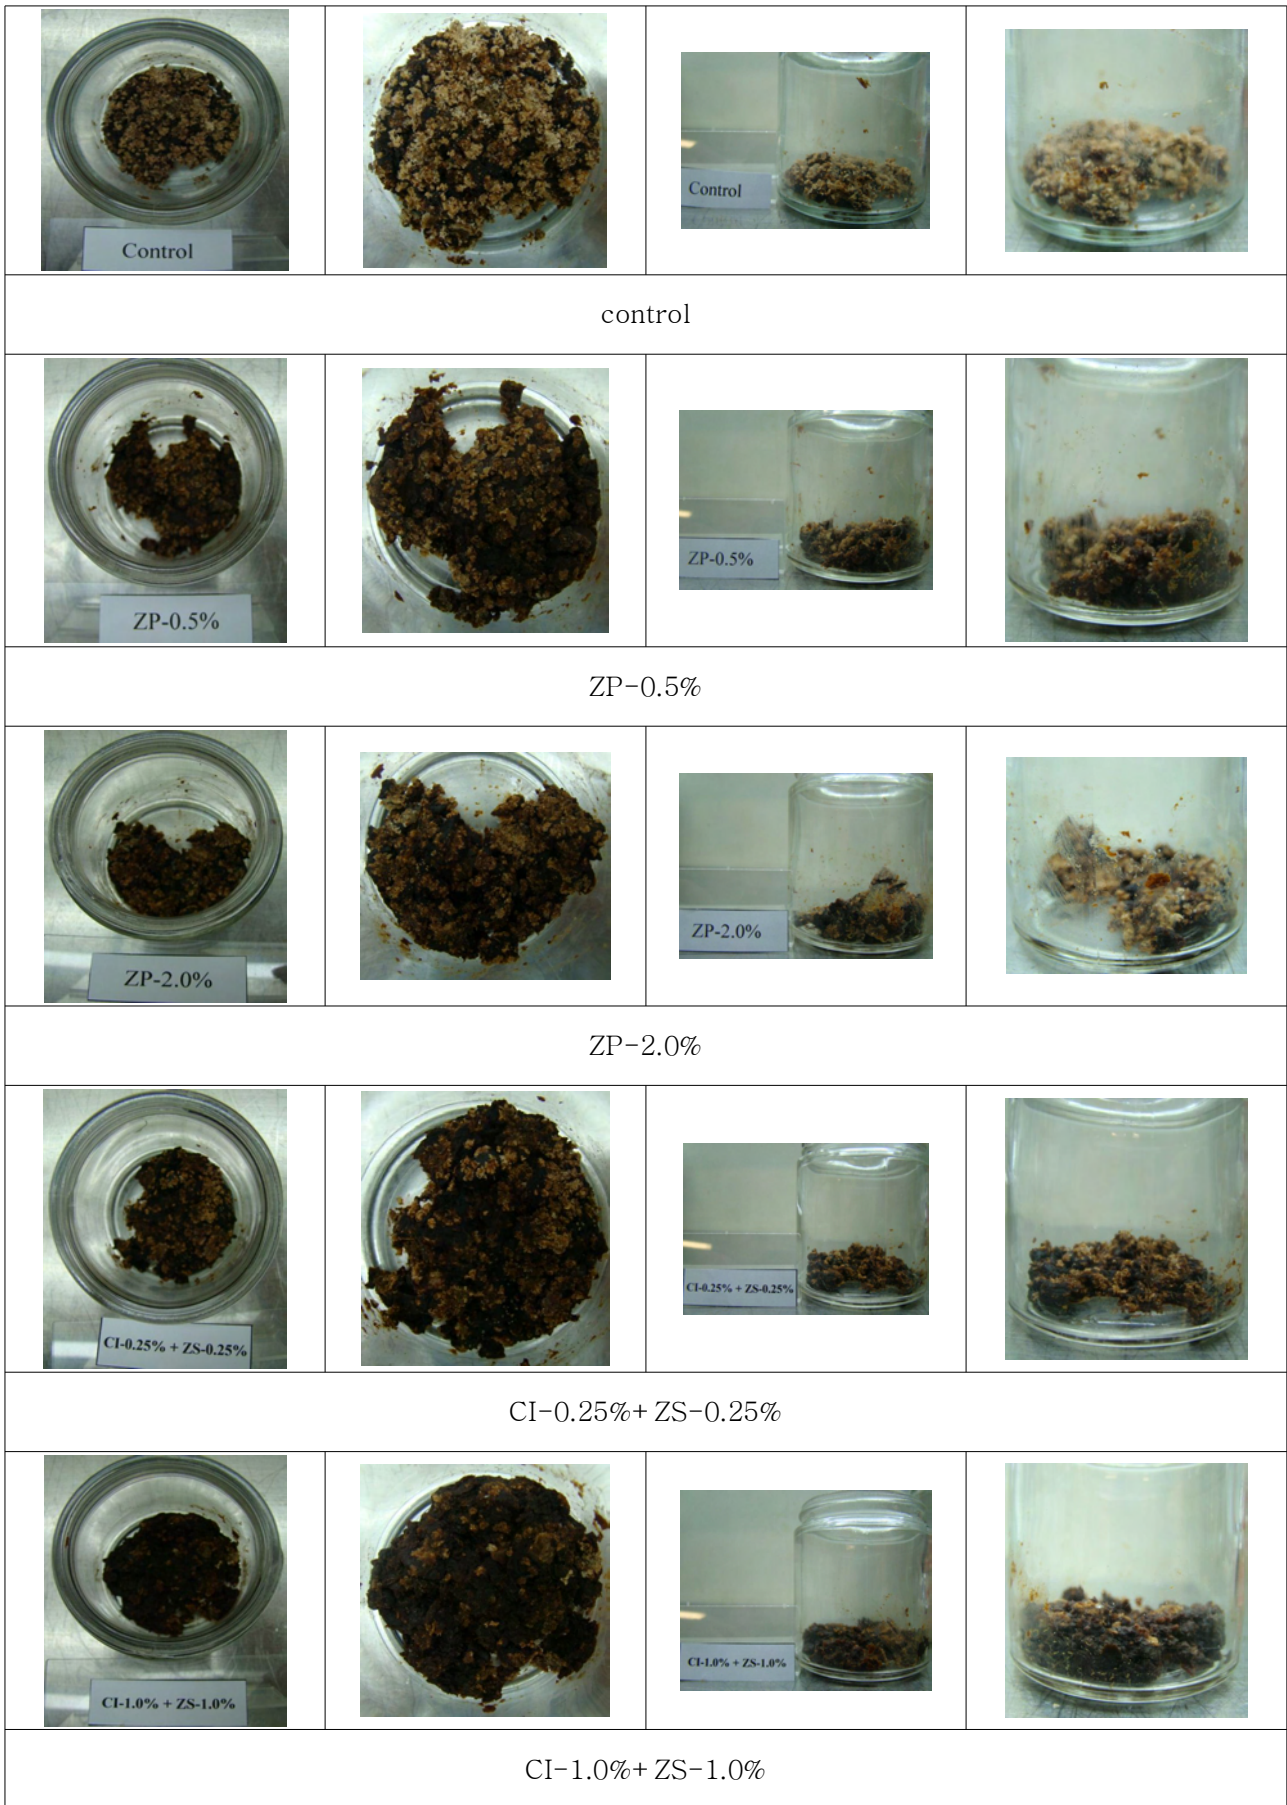 Control
Control
control
ZP-0.5%
ZP-0.5%
ZP-0.5%
ZP-2.0%
ZP-2.0%
ZP-2.0%
CI-0.25% + ZS-0.25%
CI-0.25% + ZS-0.25%
CI-0.25%+ ZS-0.25%
CI-1.0% + ZS-1.0%
CI-1.0% + ZS-1.0%
CI-1.0%+ ZS-1.0%